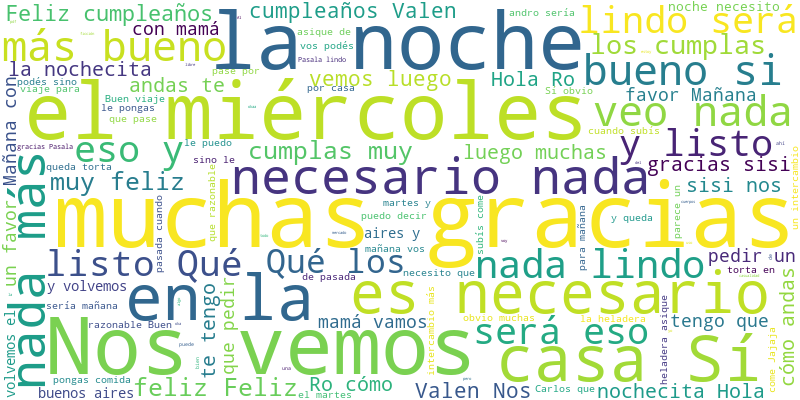 Feliz cumpleaños
con mamá
la noche
cumpleaños Valen
andro sería
noche necesito
lindo será
más bueno
asique de
vos podés
Pasala lindo
los cumplas
la nochecita
pase por
vemos luego
Hola Ro
bueno si
podés sino
viaje para
andas te
por casa
Si obvio
favor Mañana
Buen viaje
le pongas
que pase
el miércoles
veo nada
gracias Pasala
eso y
le puedo
cumplas muy
luego muchas
cuando subis
y listo
queda torta
sino le
gracias sisi
muy feliz
necesario nada
sisi nos
Mañana con
un favor
nada mas
muchas gracias
pasada cuando
que razonable
martes y
puedo decir
aires y
mañana vos
subís come
para mañana
parece un
y queda
un intercambio
listo Qué
Qué los
nada lindo
pedir un
torta en
y volvemos
de pasada
necesito que
en la
es necesario
sería mañana
te tengo
que pedir
mamá vamos
intercambio más
obvio muchas
la heladera
heladera asique
tengo que
cómo andas
volvemos el
razonable Buen
Nos vemos
será eso
casa Sí
pongas comida
buenos aires
feliz Feliz
Ro cómo
el martes
Valen Nos
Carlos que
nochecita Hola
come Jajaja